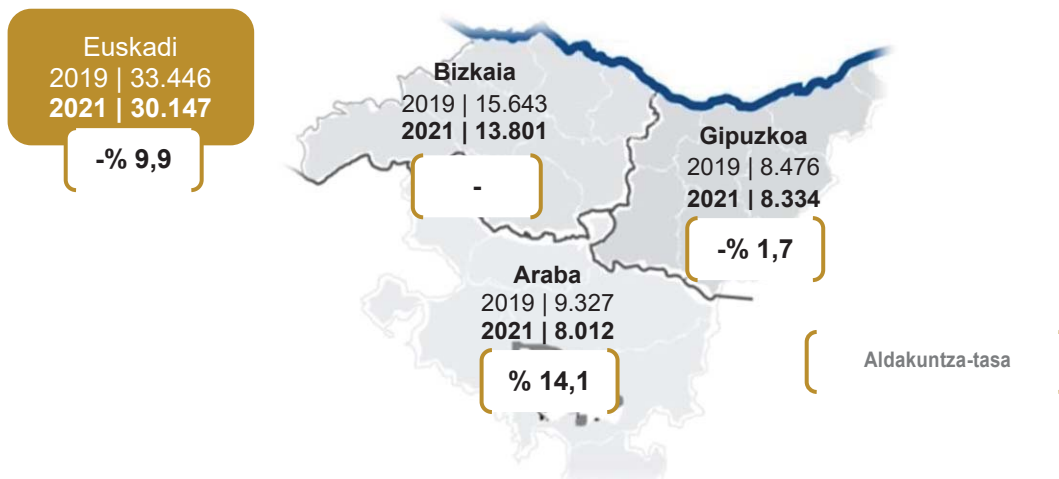 Euskadi
2019 | 33.446
2021 | 30.147
-% 9,9
Bizkaia
2019 | 15.643
2021 | 13.801
-
Gipuzkoa
2019 | 8.476
2021 | 8.334
-% 1,7
Araba
2019 | 9.327
2021 | 8.012
% 14,1
Aldakuntza-tasa